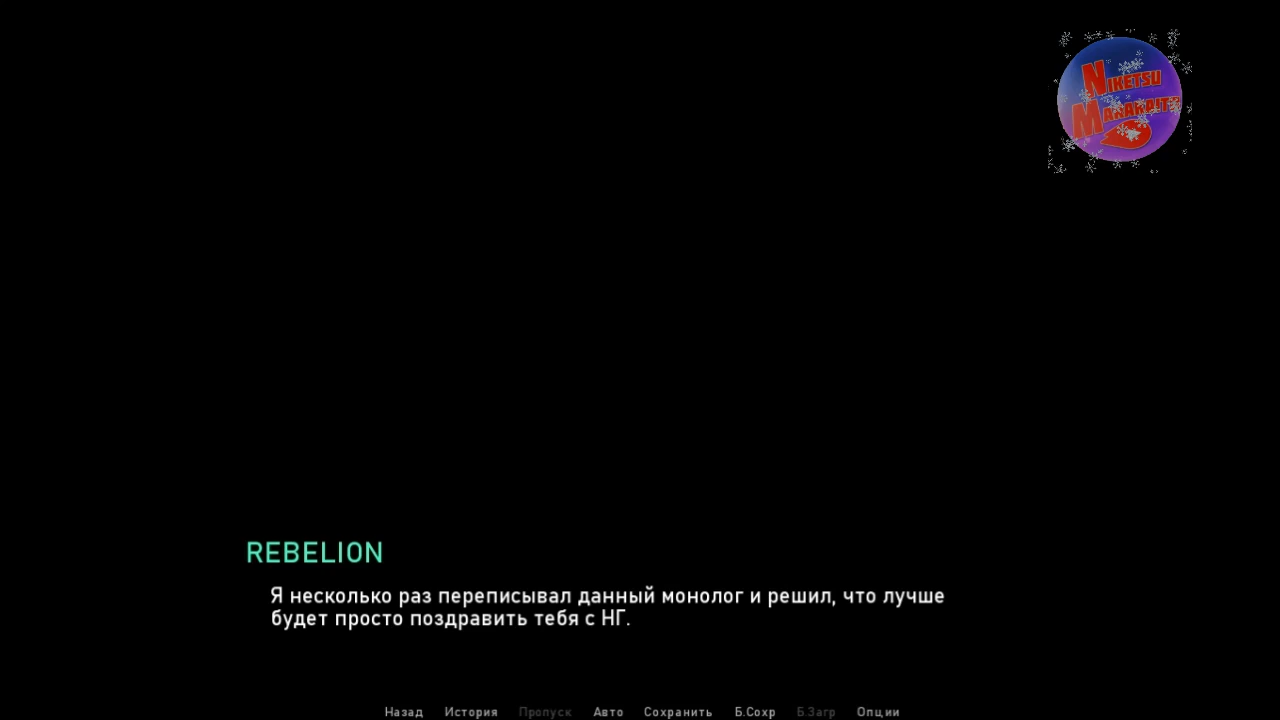 NIKETSU
REBELION
Я несколько раз переписывал данный монолог и решил, что лучше
будет просто поздравить тебя с НГ.
Назад История Пропуск Авто Сохранить Б.Сохр Б.Загр Опции